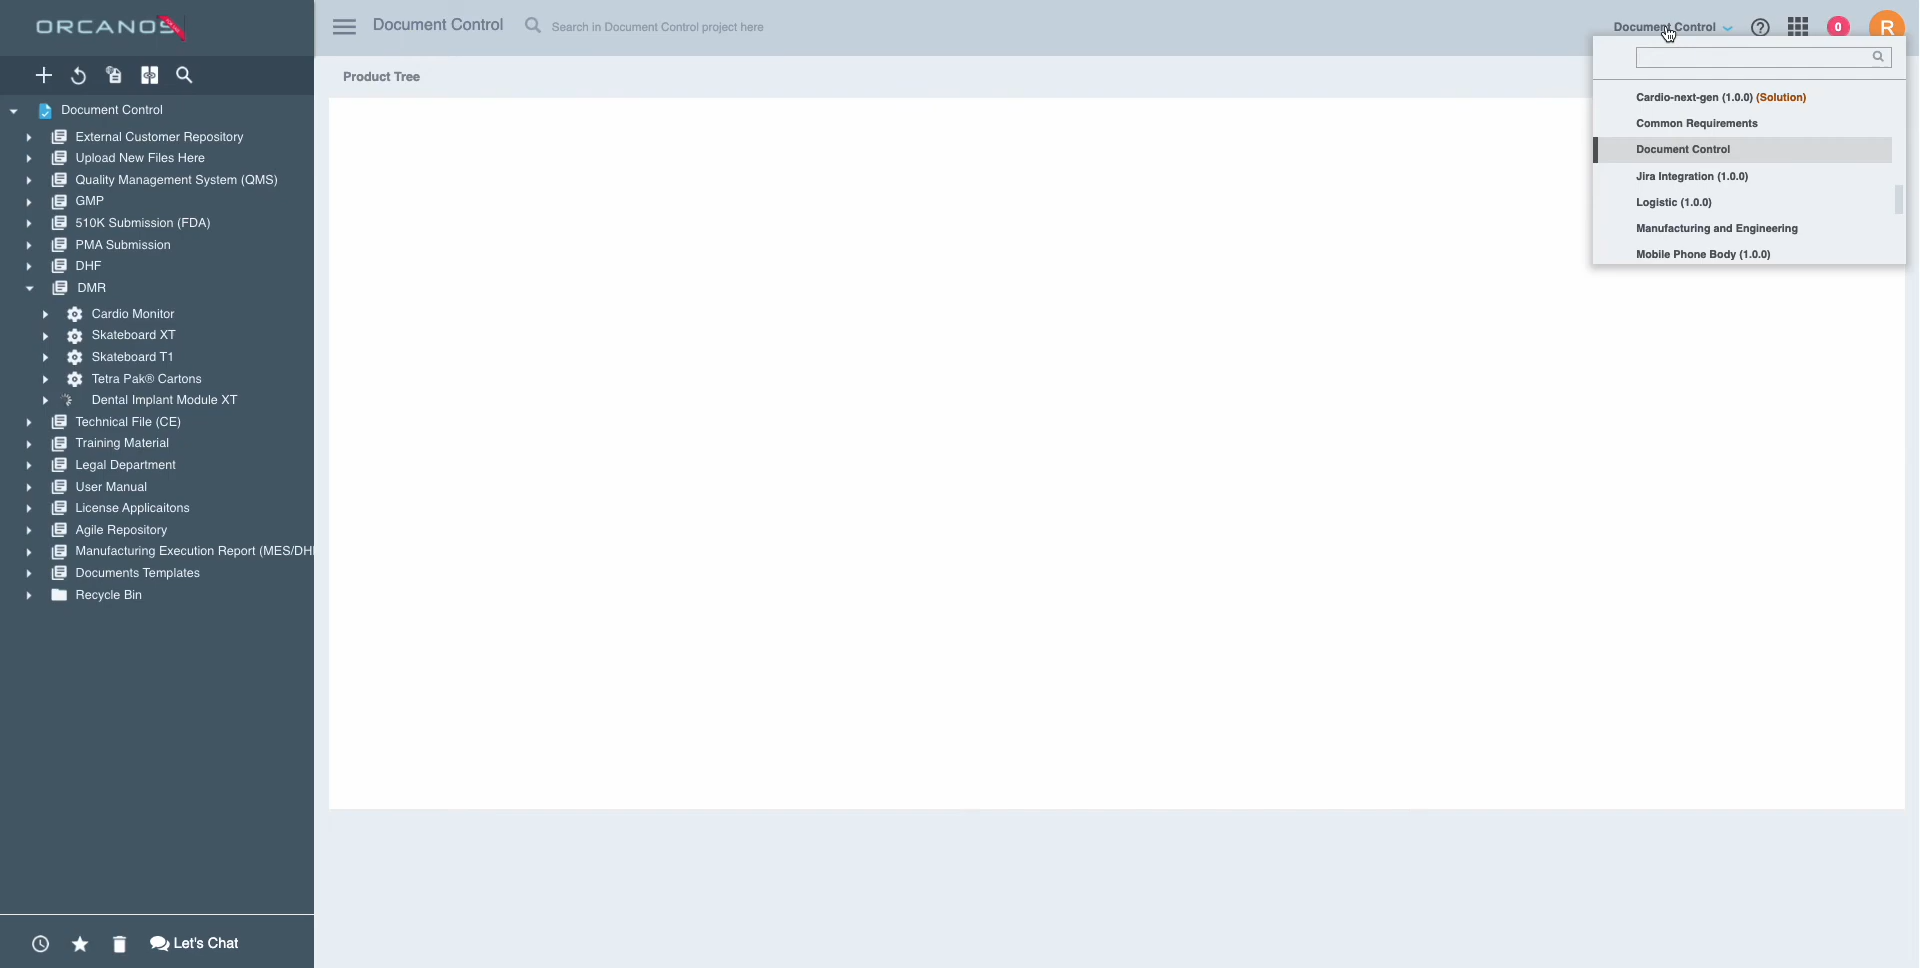 ORCANOS
Document Control
Search in Document Control project here
Document Control
0
R
Product Tree
Document Control
External Customer Repository
Upload New Files Here
Quality Management System (QMS)
GMP
510K Submission (FDA)
PMA Submission
DHF
DMR
Cardio Monitor
Skateboard XT
Skateboard T1
Tetra Pak® Cartons
Dental Implant Module XT
Technical File (CE)
Training Material
Legal Department
User Manual
License Applicaitons
Agile Repository
Manufacturing Execution Report (MES/DH
Documents Templates
Recycle Bin
Let's Chat
Cardio-next-gen (1.0.0) (Solution)
Common Requirements
Document Control
Jira Integration (1.0.0)
Logistic (1.0.0)
Manufacturing and Engineering
Mobile Phone Body (1.0.0)